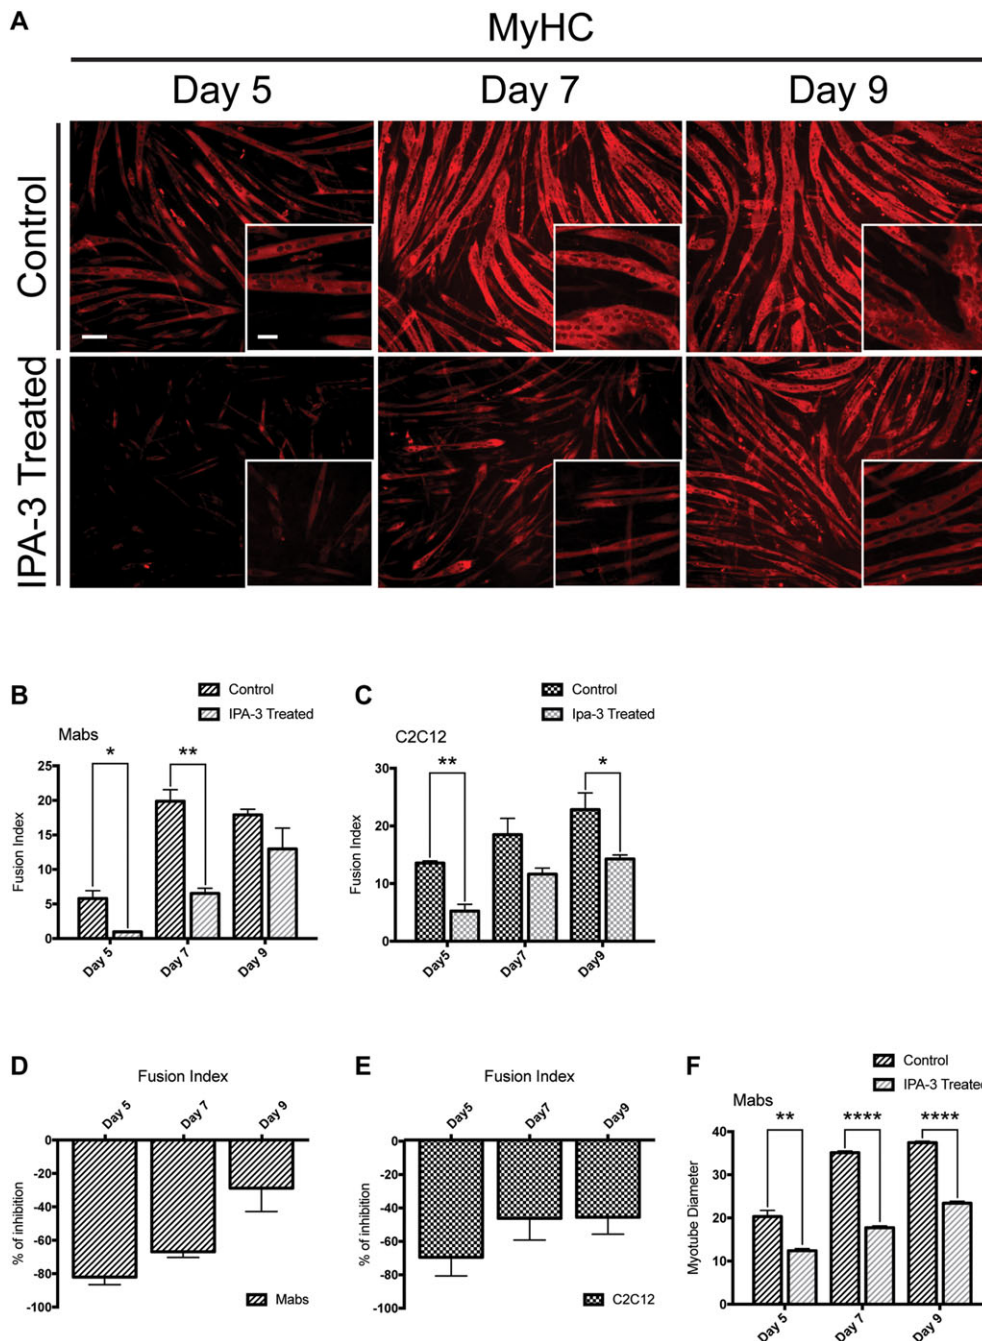 A
MyHC
Day 5 Day 7 Day 9
Control
IPA-3 Treated
B
Control
IPA-3 Treated
Mabs
* **
25
20
15
10
5
0
Fusion Index
Day 5 Day 7 Day 9
C
Control
Ipa-3 Treated
C2C12
** *
30
20
10
0
Fusion Index
Day5 Day7 Day9
D
Fusion Index
Day 5 Day 7 Day 9
0
-20
-40
-60
-80
-100
% of inhibition
Mabs
E
Fusion Index
Day5 Day7 Day9
0
-20
-40
-60
-80
-100
% of inhibition
C2C12
F
Control
IPA-3 Treated
Mabs
** **** ****
40
30
20
10
0
Myotube Diameter
Day 5 Day 7 Day 9